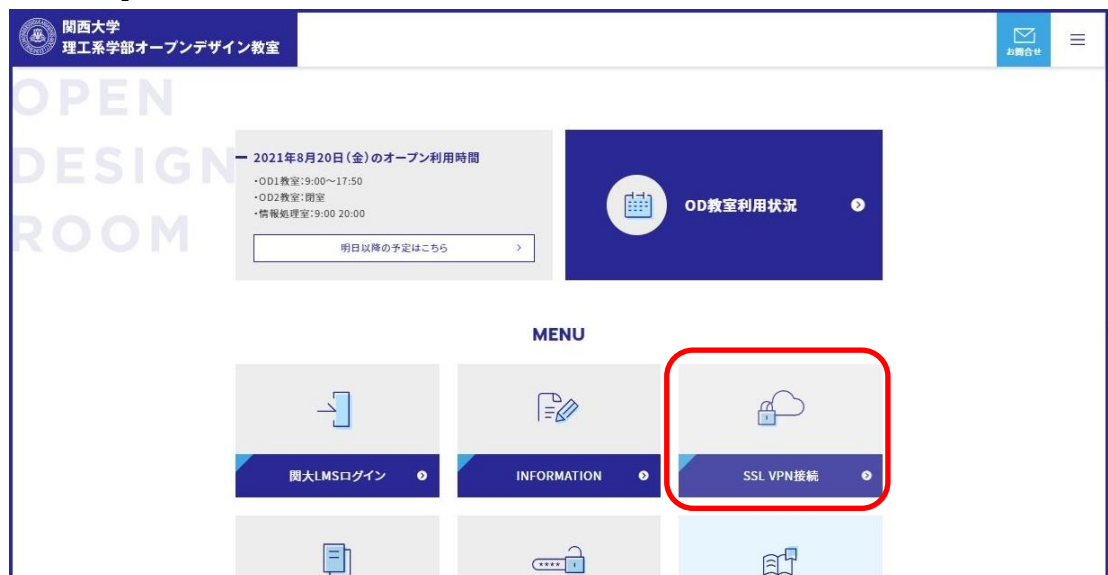 関西大学
理工系学部オープンデザイン教室
お問合せ
OPEN
DESIGN
ROOM
2021年8月20日(金)のオープン利用時間
・OD1教室:9:00~17:50
・OD2教室:閉室
・情報処理室:9:00 20:00
明日以降の予定はこちら
OD教室利用状況
MENU
関大LMSログイン
INFORMATION
SSL VPN接続
****